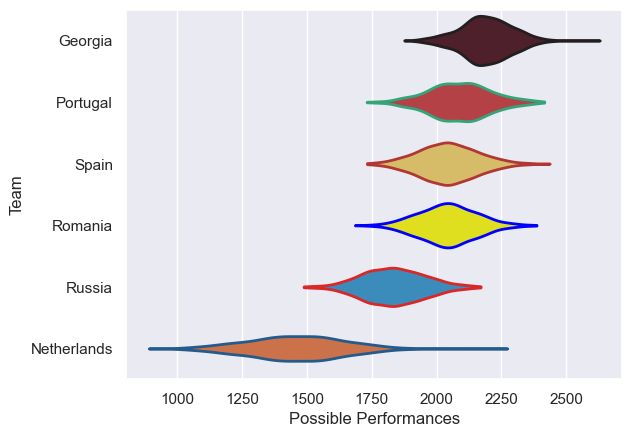 Georgia
Portugal
Spain
Romania
Russia
Netherlands
Team
1000 1250 1500 1750 2000 2250 2500
Possible Performances